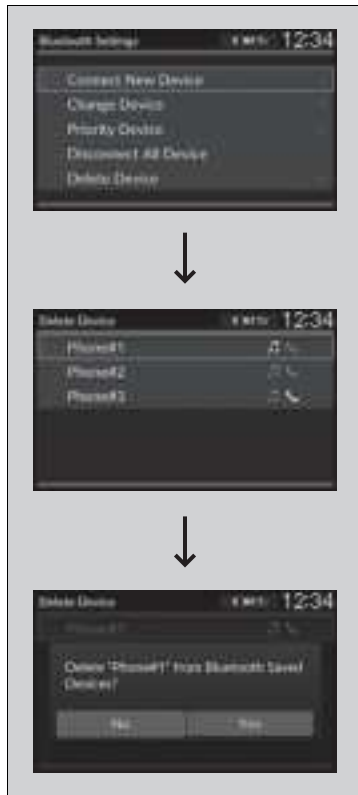 Bluetooth Settings 12:34
Connect New Device
Change Device
Priority Device
Disconnect All Device
Delete Device
Delete Device 12:34
Phone#1
Phone#2
Phone#3
Delete Device 12:34
Phone#1
Delete "Phone#1" from Bluetooth Saved
Devices?
No Yes